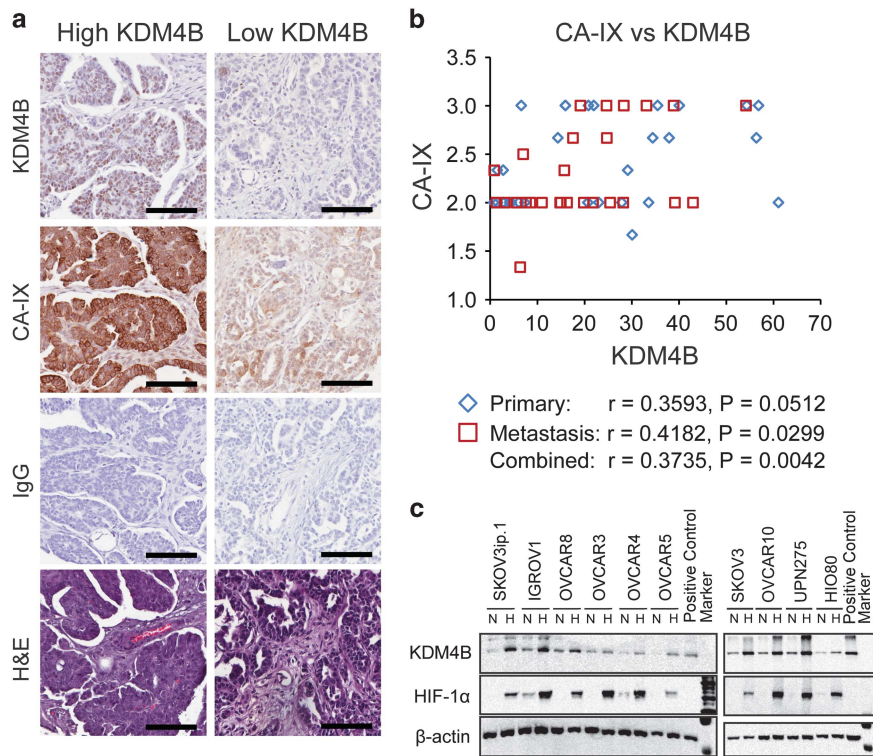 a
High KDM4B Low KDM4B
KDM4B
CA-IX
IgG
H&E
b
CA-IX vs KDM4B
CA-IX
3.5
3.0
2.5
2.0
1.5
1.0
0 10 20 30 40 50 60 70
KDM4B
Primary: r = 0.3593, P = 0.0512
Metastasis: r = 0.4182, P = 0.0299
Combined: r = 0.3735, P = 0.0042
c
SKOV3ip.1 IGROV1 OVCAR8 OVCAR3 OVCAR4 OVCAR5 Positive Control Marker SKOV3 OVCAR10 UPN275 HIO80 Positive Control Marker
N H N H N H N H N H N H N H N H N H N H
KDM4B
HIF-1α
β-actin